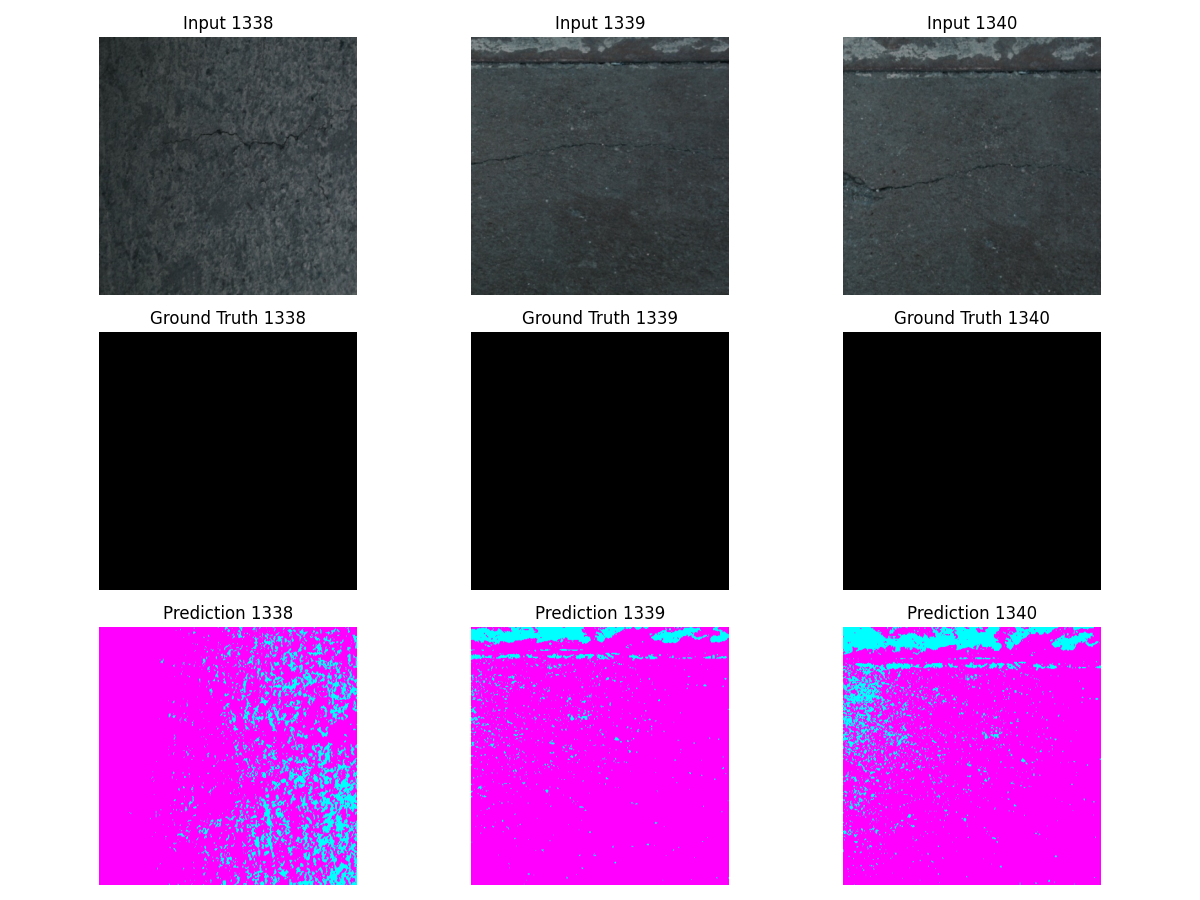 Input 1338
Input 1339
Input 1340
Ground Truth 1338
Ground Truth 1339
Ground Truth 1340
Prediction 1338
Prediction 1339
Prediction 1340